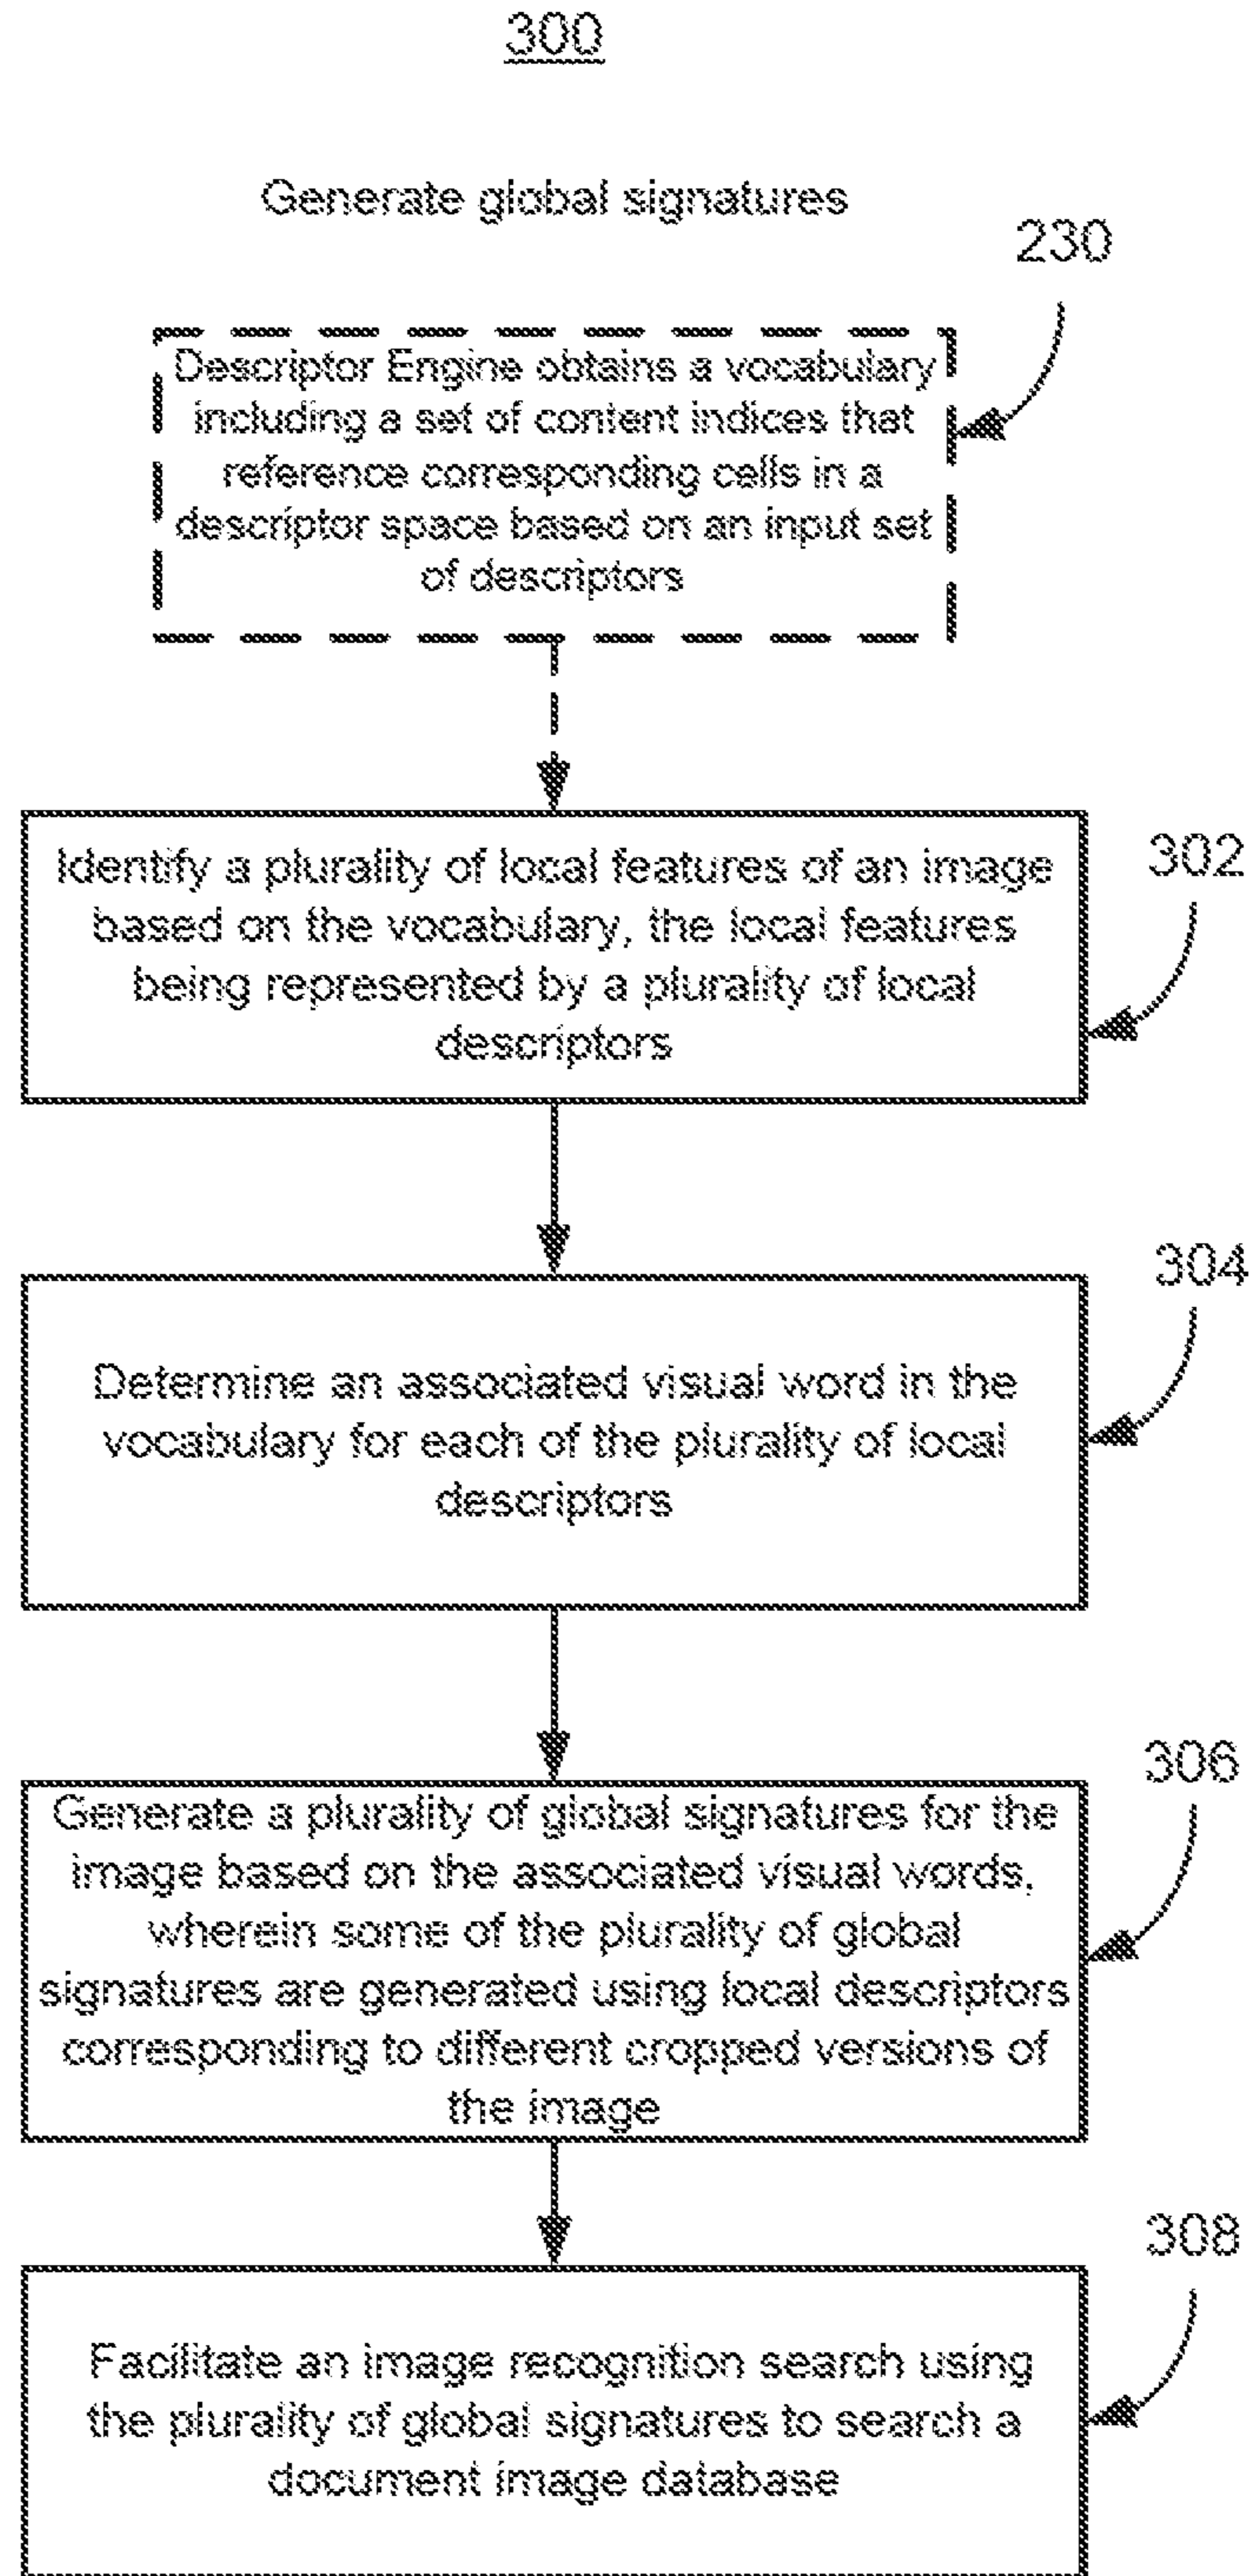 300
Generate global signatures
230
Descriptor Engine obtains a vocabulary
including a set of content indices that
reference corresponding cells in a
descriptor space based on an input set
of descriptors
302
Identify a plurality of local features of an image
based on the vocabulary, the local features
being represented by a plurality of local
descriptors
304
Determine an associated visual word in the
vocabulary for each of the plurality of local
descriptors
306
Generate a plurality of global signatures for the
image based on the associated visual words,
wherein some of the plurality of global
signatures are generated using local descriptors
corresponding to different cropped versions of
the image
308
Facilitate an image recognition search using
the plurality of global signatures to search a
document image database